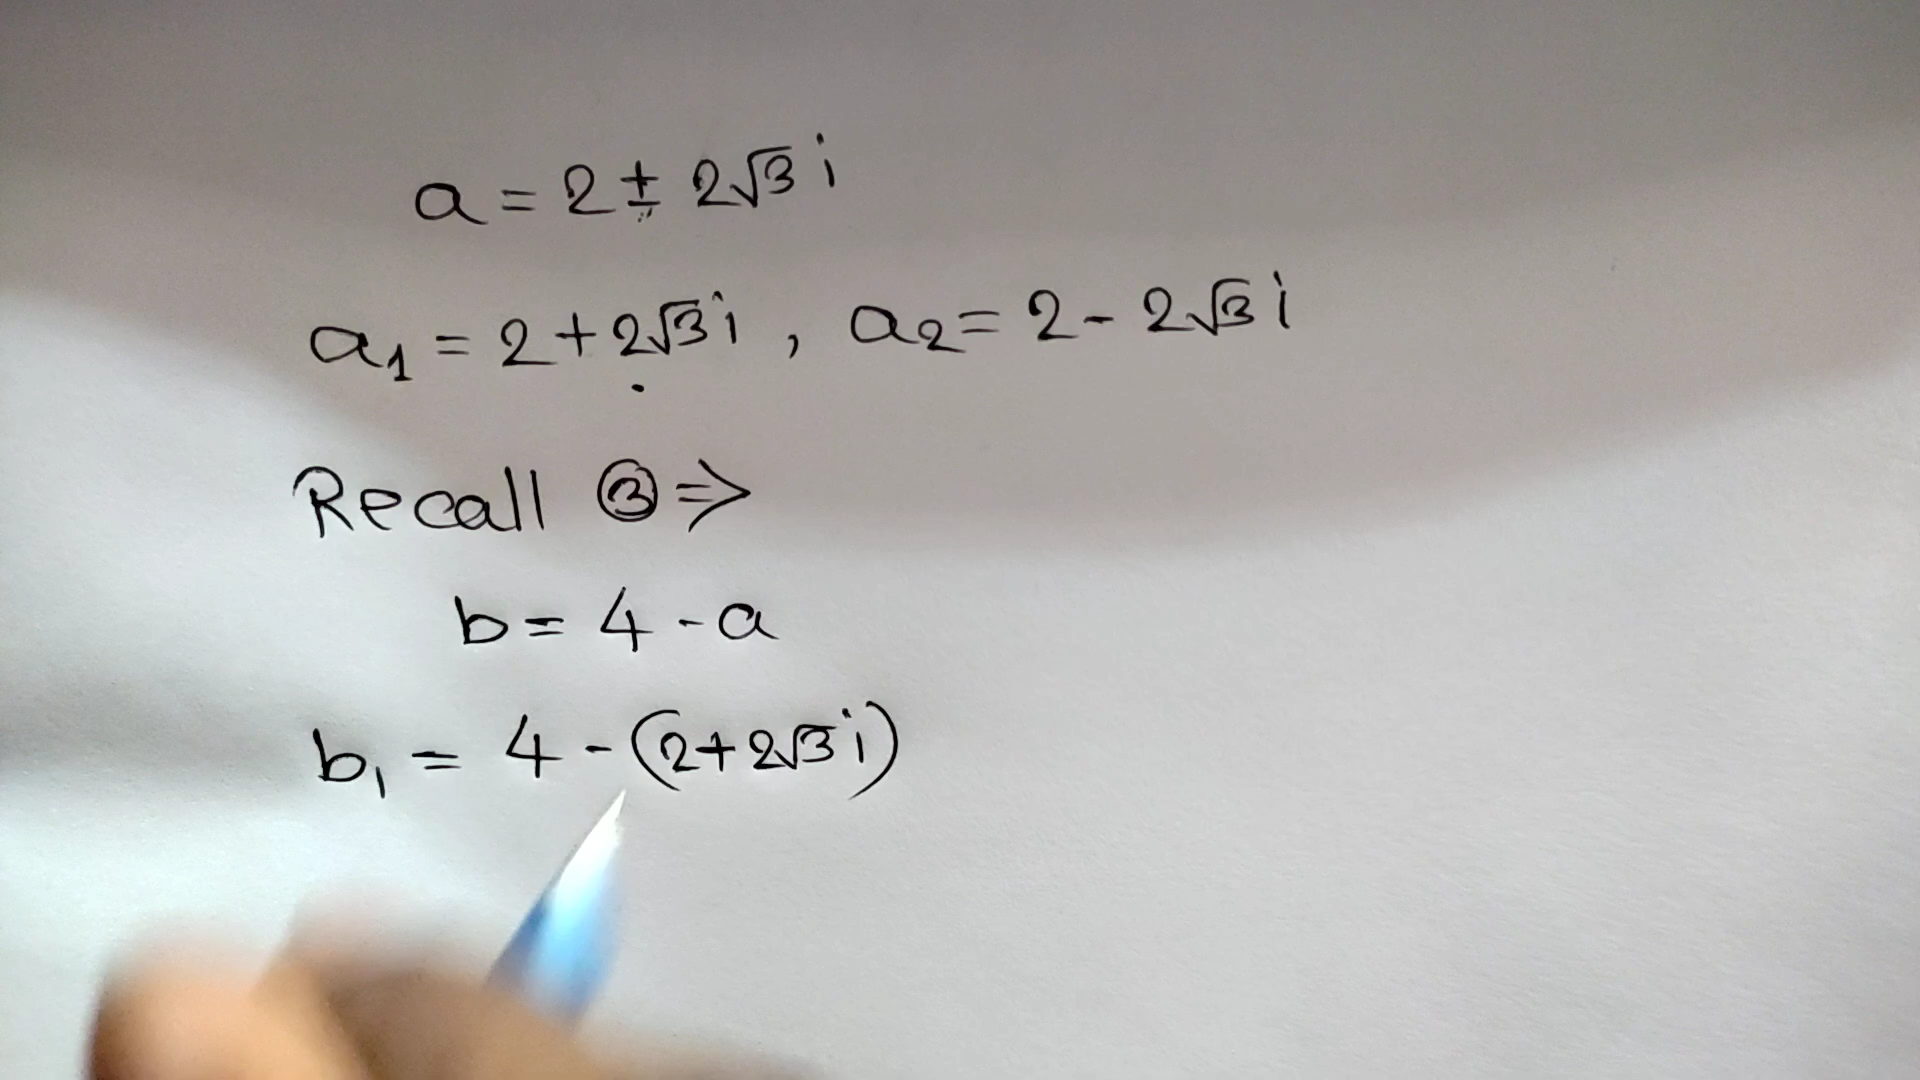 a = 2 ± 2√3 i
a₁ = 2 + 2√3 i , a₂ = 2 - 2√3 i
Recall ③ ⇒
b = 4 - a
b₁ = 4 - (2 + 2√3 i)